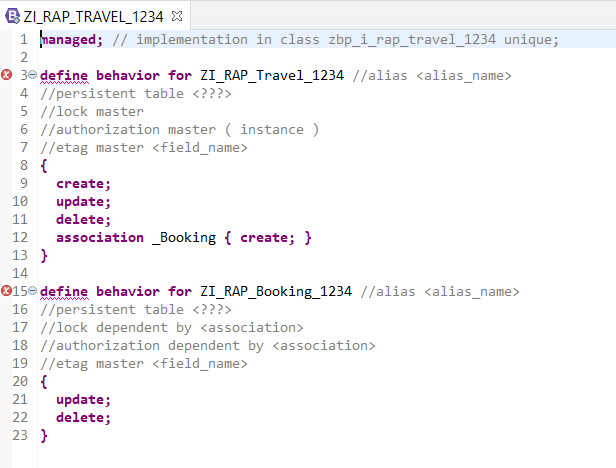 ZI_RAP_TRAVEL_1234
1 managed; // implementation in class zbp_i_rap_travel_1234 unique;
2
3 define behavior for ZI_RAP_Travel_1234 //alias <alias_name>
4 //persistent table <???>
5 //lock master
6 //authorization master ( instance )
7 //etag master <field_name>
8 {
9   create;
10   update;
11   delete;
12   association _Booking { create; }
13 }
14
15 define behavior for ZI_RAP_Booking_1234 //alias <alias_name>
16 //persistent table <???>
17 //lock dependent by <association>
18 //authorization dependent by <association>
19 //etag master <field_name>
20 {
21   update;
22   delete;
23 }